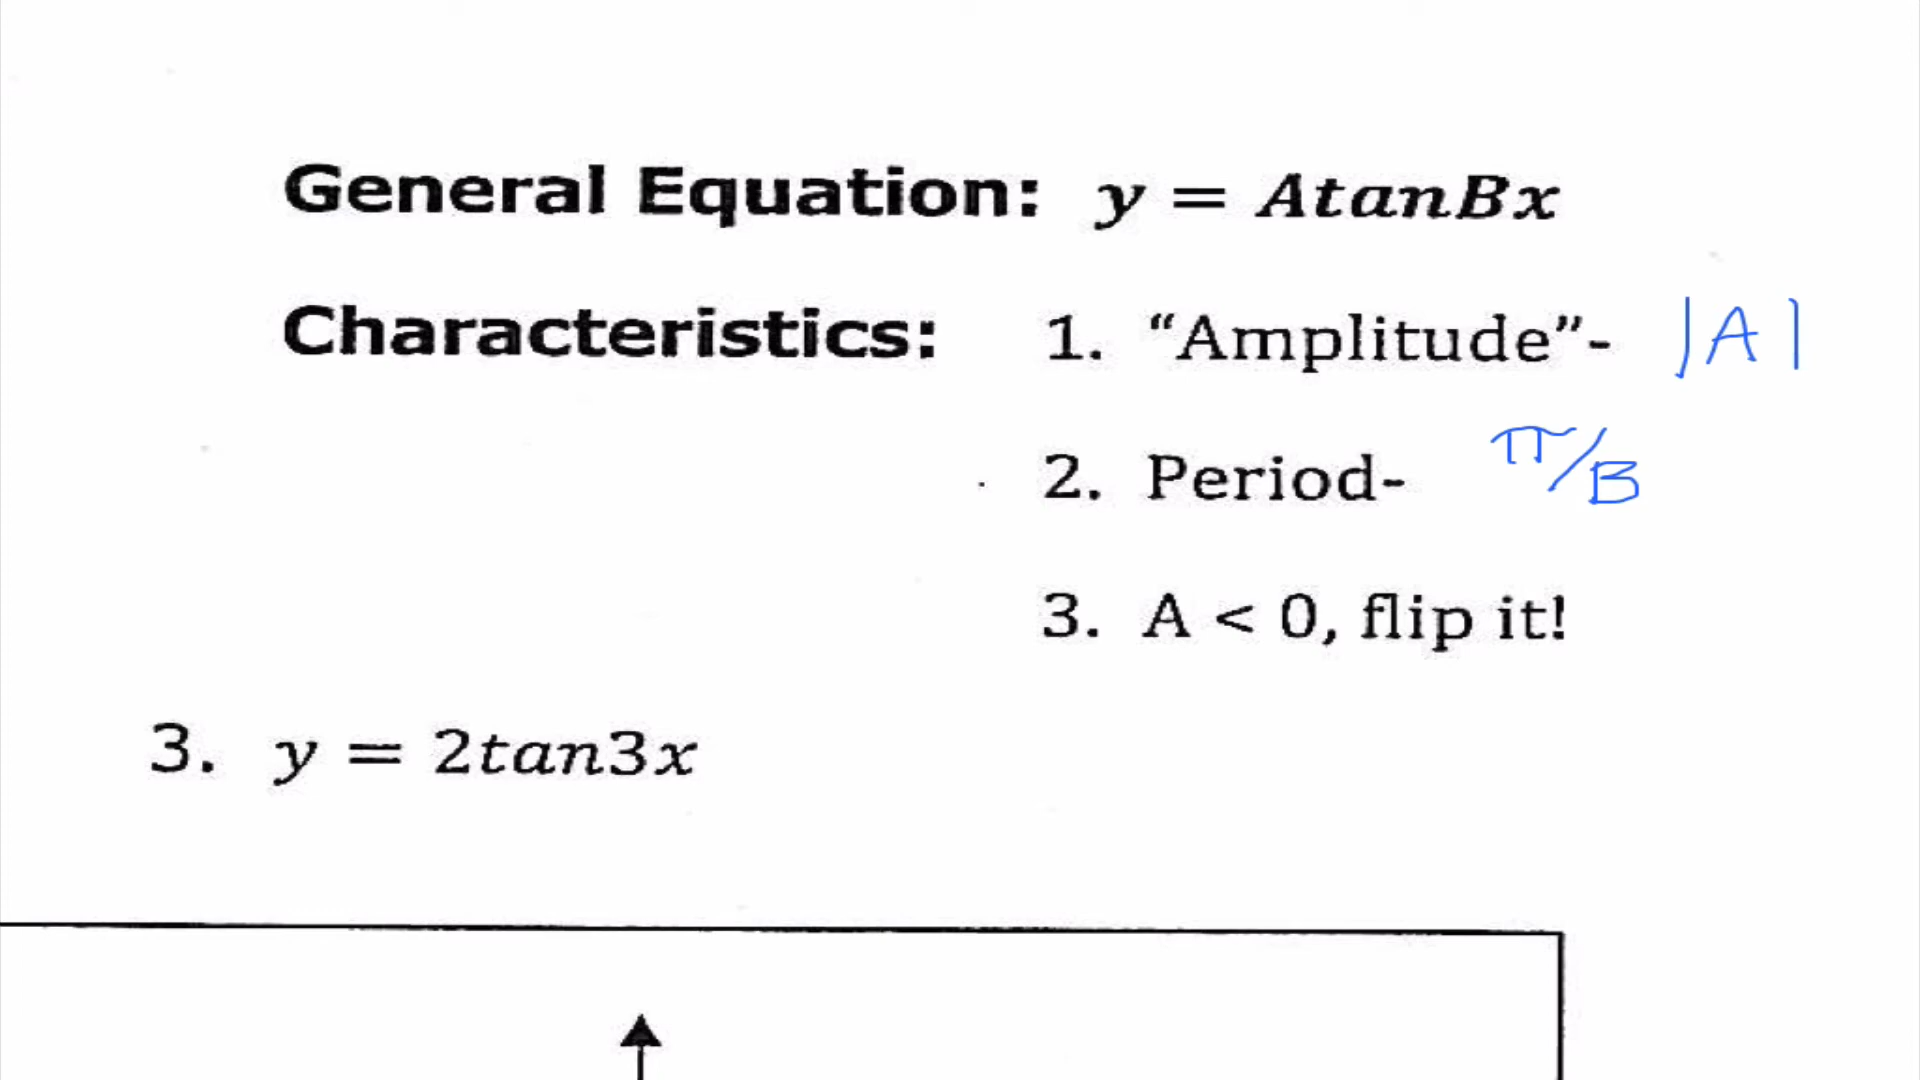 General Equation: y = AtanBx
Characteristics: 1. “Amplitude”- |A|
2. Period- π/B
3. A < 0, flip it!
3. y = 2tan3x